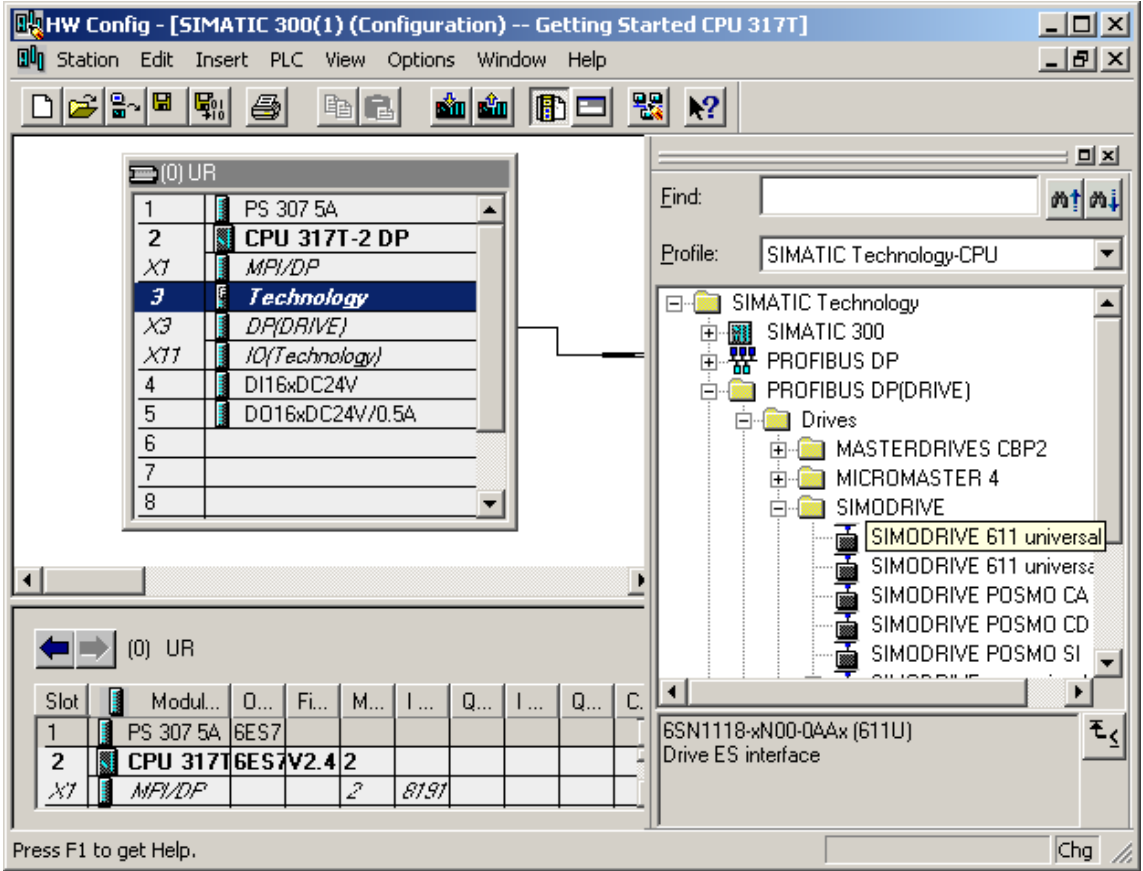 HW Config - [SIMATIC 300(1) (Configuration) -- Getting Started CPU 317T]
Station Edit Insert PLC View Options Window Help
(0) UR
1 PS 307 5A
2 CPU 317T-2 DP
X1 MPI/DP
3 Technology
X3 DP(DRIVE)
X11 IO(Technology)
4 DI16xDC24V
5 DO16xDC24V/0.5A
6
7
8
Find:
Profile: SIMATIC Technology-CPU
SIMATIC Technology
SIMATIC 300
PROFIBUS DP
PROFIBUS DP(DRIVE)
Drives
MASTERDRIVES CBP2
MICROMASTER 4
SIMODRIVE
SIMODRIVE 611 universal
SIMODRIVE 611 universa
SIMODRIVE POSMO CA
SIMODRIVE POSMO CD
SIMODRIVE POSMO SI
(0) UR
Slot Modul... O... Fi... M... I ... Q... I ... Q... C.
1 PS 307 5A 6ES7
2 CPU 317T 6ES7 V2.4 2
X1 MPI/DP 2 8191
6SN1118-xN00-0AAx (611U)
Drive ES interface
Press F1 to get Help.
Chg